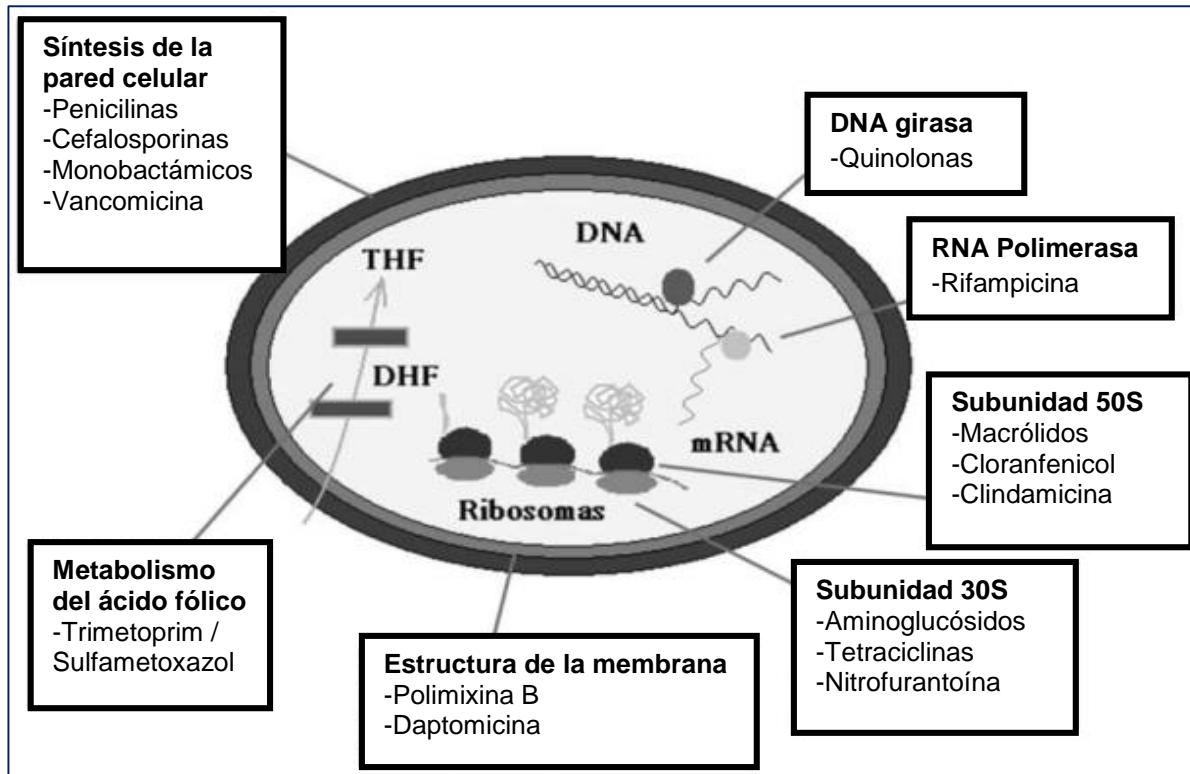 Síntesis de la
pared celular
-Penicilinas
-Cefalosporinas
-Monobactámicos
-Vancomicina
DNA girasa
-Quinolonas
RNA Polimerasa
-Rifampicina
DNA
THF
DHF
mRNA
Ribosomas
Subunidad 50S
-Macrólidos
-Cloranfenicol
-Clindamicina
Metabolismo
del ácido fólico
-Trimetoprim /
Sulfametoxazol
Estructura de la membrana
-Polimixina B
-Daptomicina
Subunidad 30S
-Aminoglucósidos
-Tetraciclinas
-Nitrofurantoína